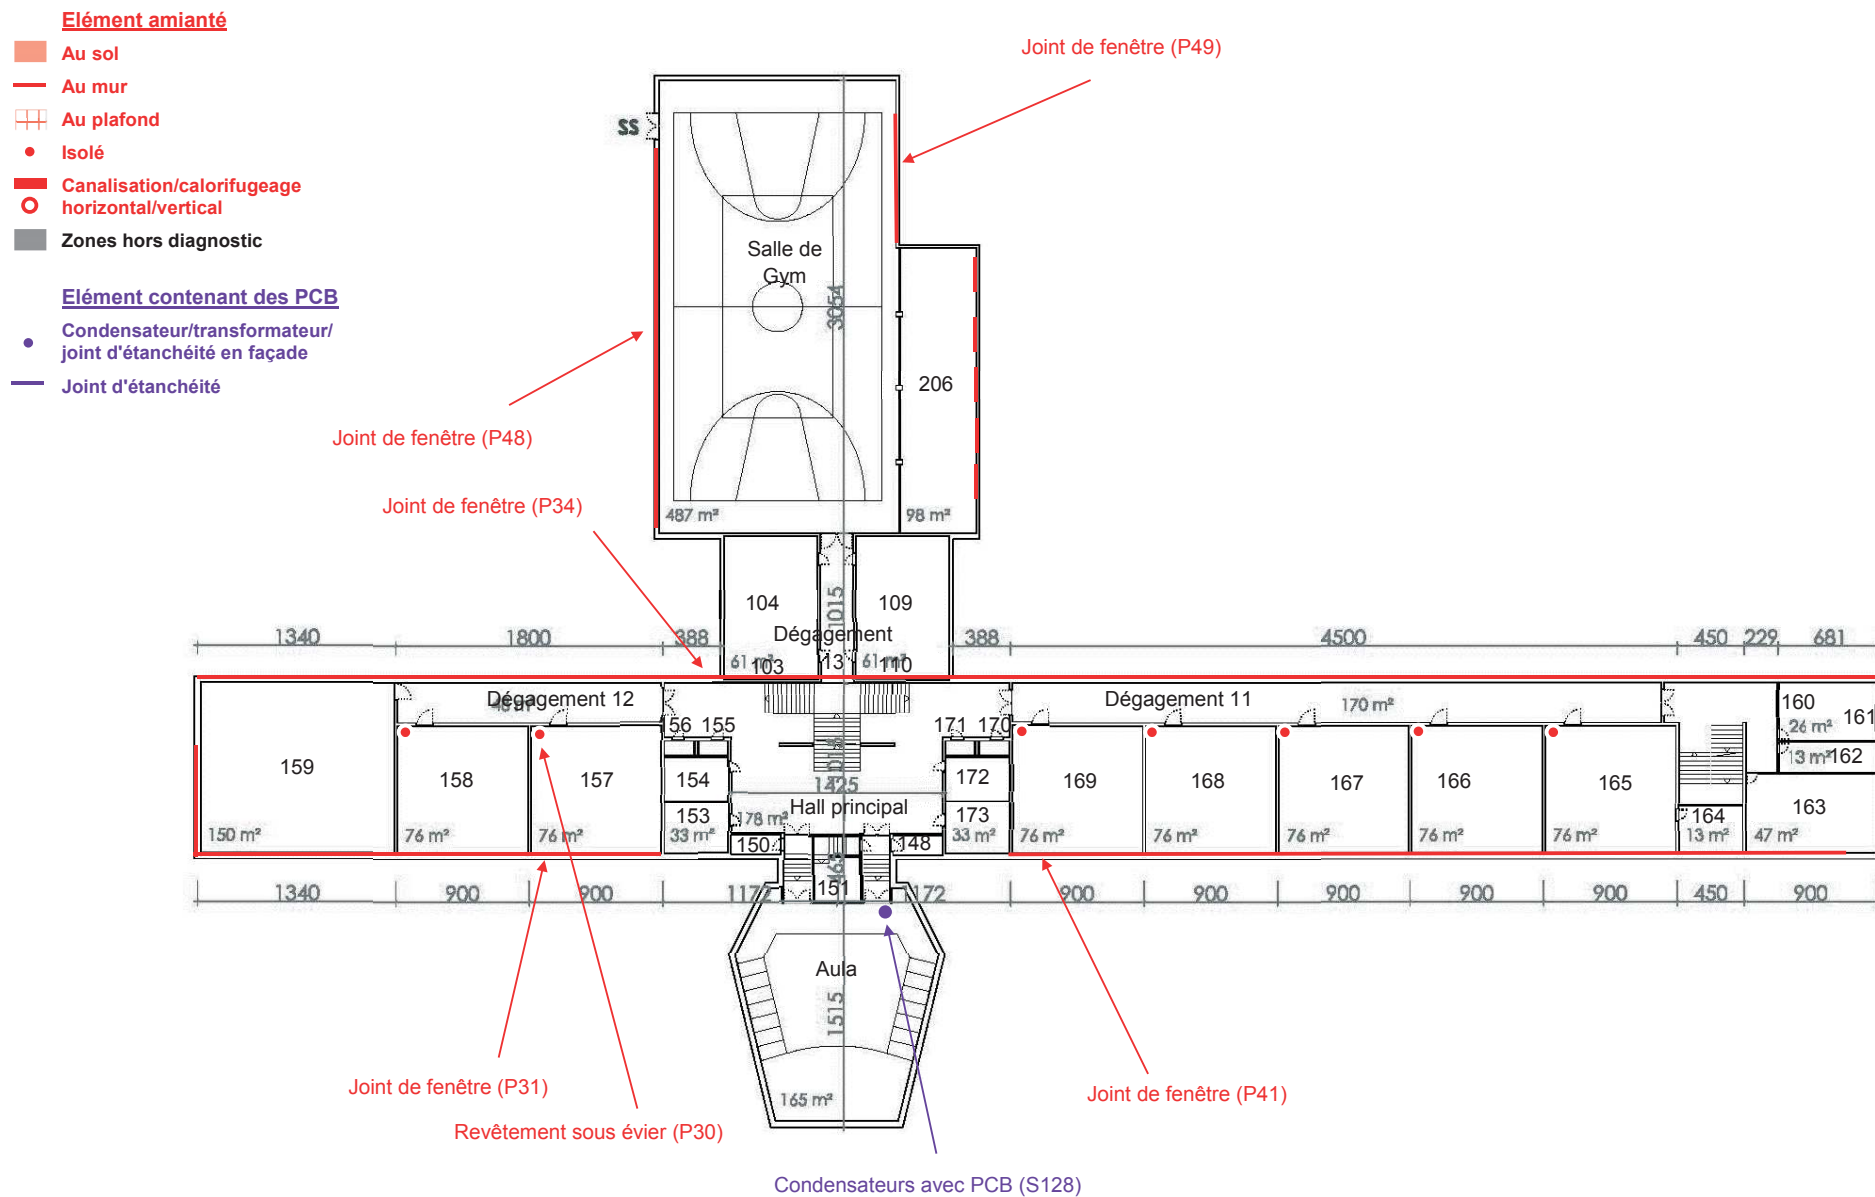 Elément amianté
Au sol
Au mur
Au plafond
Isolé
Canalisation/calorifugeage
horizontal/vertical
Zones hors diagnostic
Elément contenant des PCB
Condensateur/transformateur/
joint d'étanchéité en façade
Joint d'étanchéité
Joint de fenêtre (P49)
SS
Salle de
Gym
3054
206
Joint de fenêtre (P48)
Joint de fenêtre (P34)
487 m²
98 m²
104
1015
109
Dégagement
13
61 m²
103
61 m²
110
1340
1800
388
388
4500
450
229
681
Dégagement 12
Dégagement 11
170 m²
56
155
171
170
160
161
26 m²
13 m²
162
159
158
157
154
153
1425
Hall principal
178 m²
172
173
169
168
167
166
165
164
163
150 m²
76 m²
76 m²
33 m²
150
148
33 m²
76 m²
76 m²
76 m²
76 m²
76 m²
13 m²
47 m²
151
463
1340
900
900
1172
1172
900
900
900
900
900
450
900
Aula
1515
165 m²
Joint de fenêtre (P31)
Joint de fenêtre (P41)
Revêtement sous évier (P30)
Condensateurs avec PCB (S128)